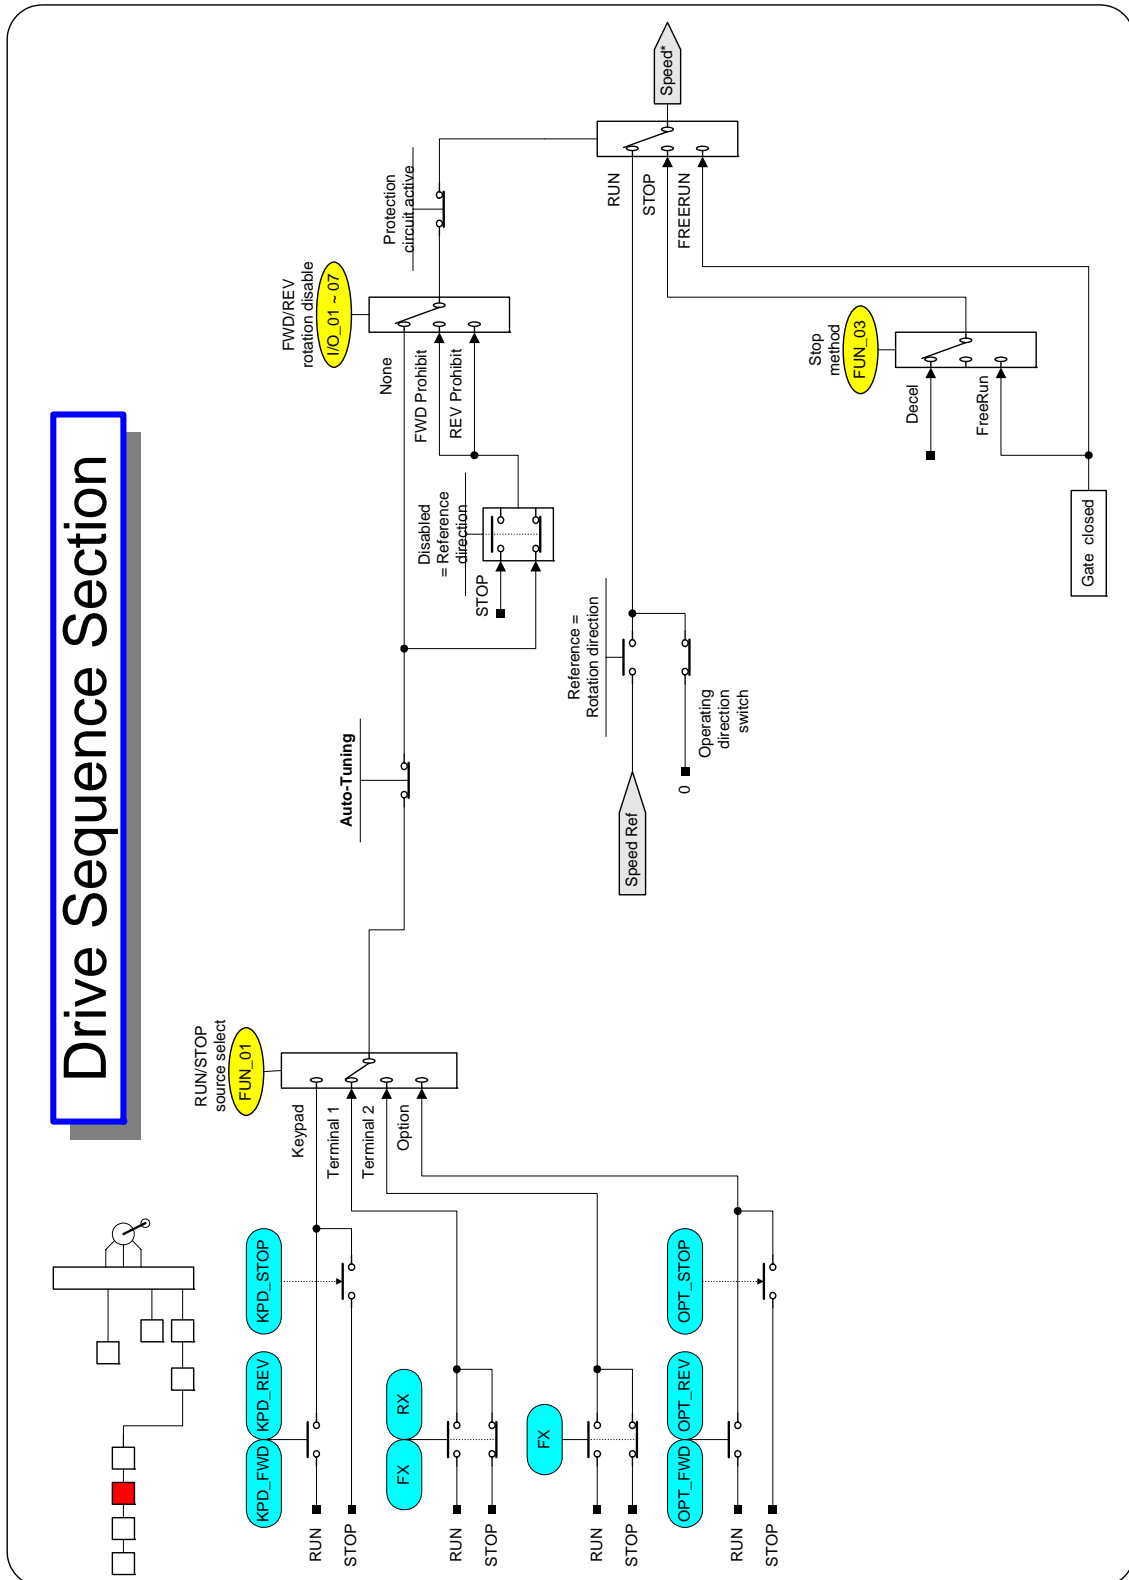 Drive Sequence Section
RUN/STOP
source select
FUN_01
Keypad
Terminal 1
Terminal 2
Option
KPD_FWD
KPD_REV
KPD_STOP
RUN
STOP
FX
RX
RUN
STOP
FX
RUN
STOP
OPT_FWD
OPT_REV
OPT_STOP
RUN
STOP
Auto-Tuning
FWD/REV
rotation disable
I/O_01 ~ 07
None
FWD Prohibit
REV Prohibit
Disabled
= Reference
direction
STOP
Protection
circuit active
Reference =
Rotation direction
Speed Ref
0
Operating
direction
switch
RUN
STOP
FREERUN
Speed*
Stop
method
FUN_03
Decel
FreeRun
Gate closed